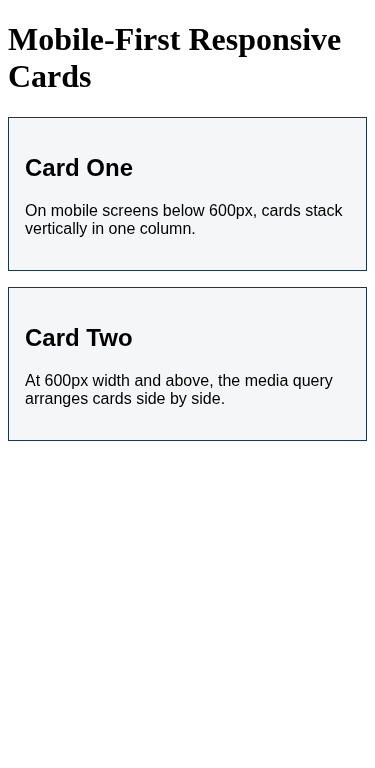 Mobile-First Responsive
Cards
Card One
On mobile screens below 600px, cards stack
vertically in one column.
Card Two
At 600px width and above, the media query
arranges cards side by side.